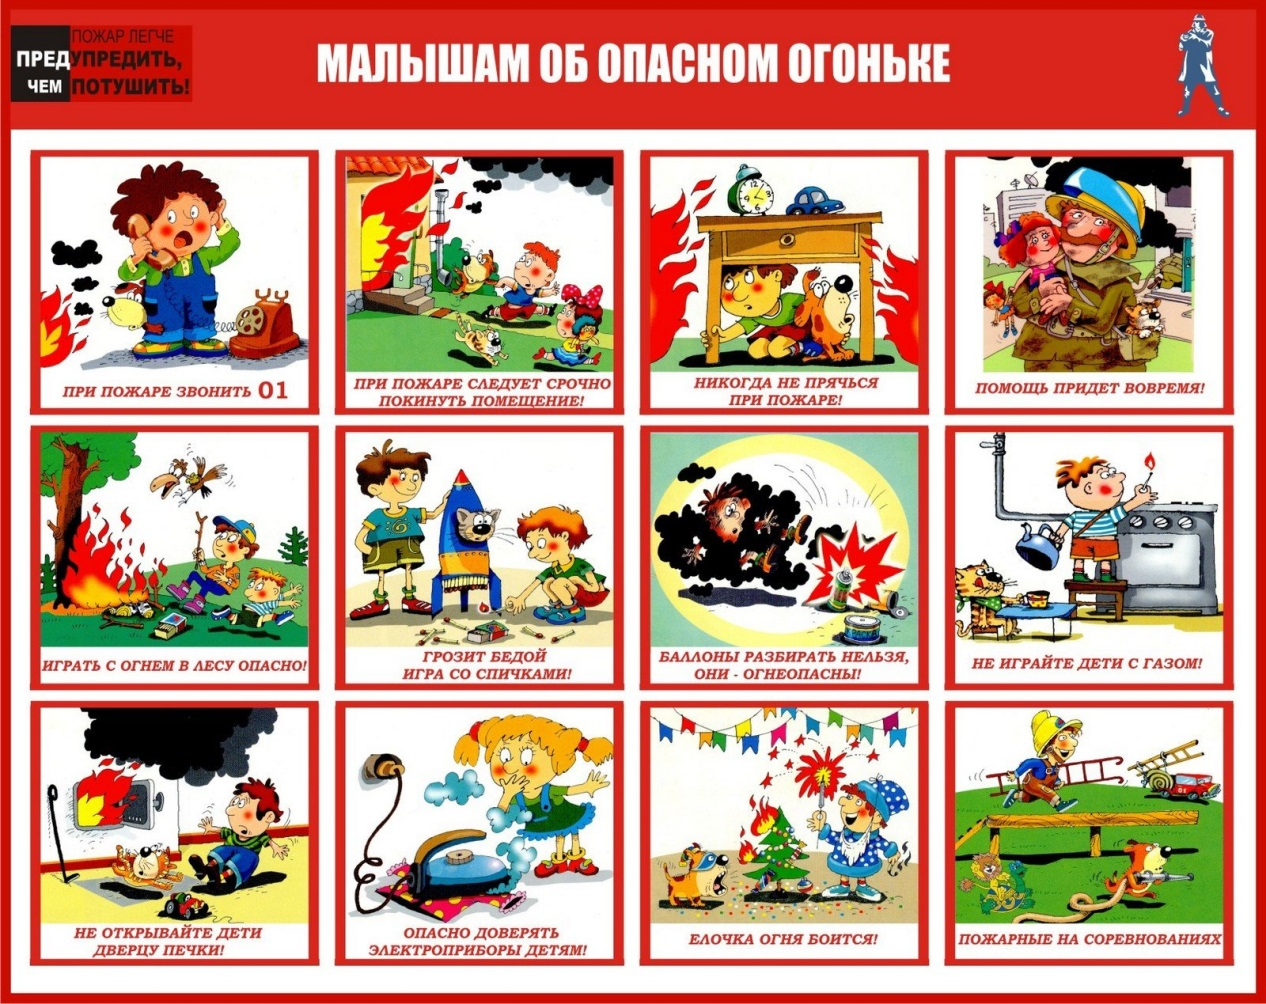 ПОЖАР ЛЕГЧЕ
ПРЕДУПРЕДИТЬ,
ЧЕМ ПОТУШИТЬ!
МАЛЫШАМ ОБ ОПАСНОМ ОГОНЬКЕ
ПРИ ПОЖАРЕ ЗВОНИТЬ 01
ПРИ ПОЖАРЕ СЛЕДУЕТ СРОЧНО
ПОКИНУТЬ ПОМЕЩЕНИЕ!
НИКОГДА НЕ ПРЯЧЬСЯ
ПРИ ПОЖАРЕ!
ПОМОЩЬ ПРИДЕТ ВОВРЕМЯ!
ИГРАТЬ С ОГНЕМ В ЛЕСУ ОПАСНО!
ГРОЗИТ БЕДОЙ
ИГРА СО СПИЧКАМИ!
БАЛЛОНЫ РАЗБИРАТЬ НЕЛЬЗЯ,
ОНИ - ОГНЕОПАСНЫ!
НЕ ИГРАЙТЕ ДЕТИ С ГАЗОМ!
НЕ ОТКРЫВАЙТЕ ДЕТИ
ДВЕРЦУ ПЕЧКИ!
ОПАСНО ДОВЕРЯТЬ
ЭЛЕКТРОПРИБОРЫ ДЕТЯМ!
ЕЛОЧКА ОГНЯ БОИТСЯ!
01
ПОЖАРНЫЕ НА СОРЕВНОВАНИЯХ